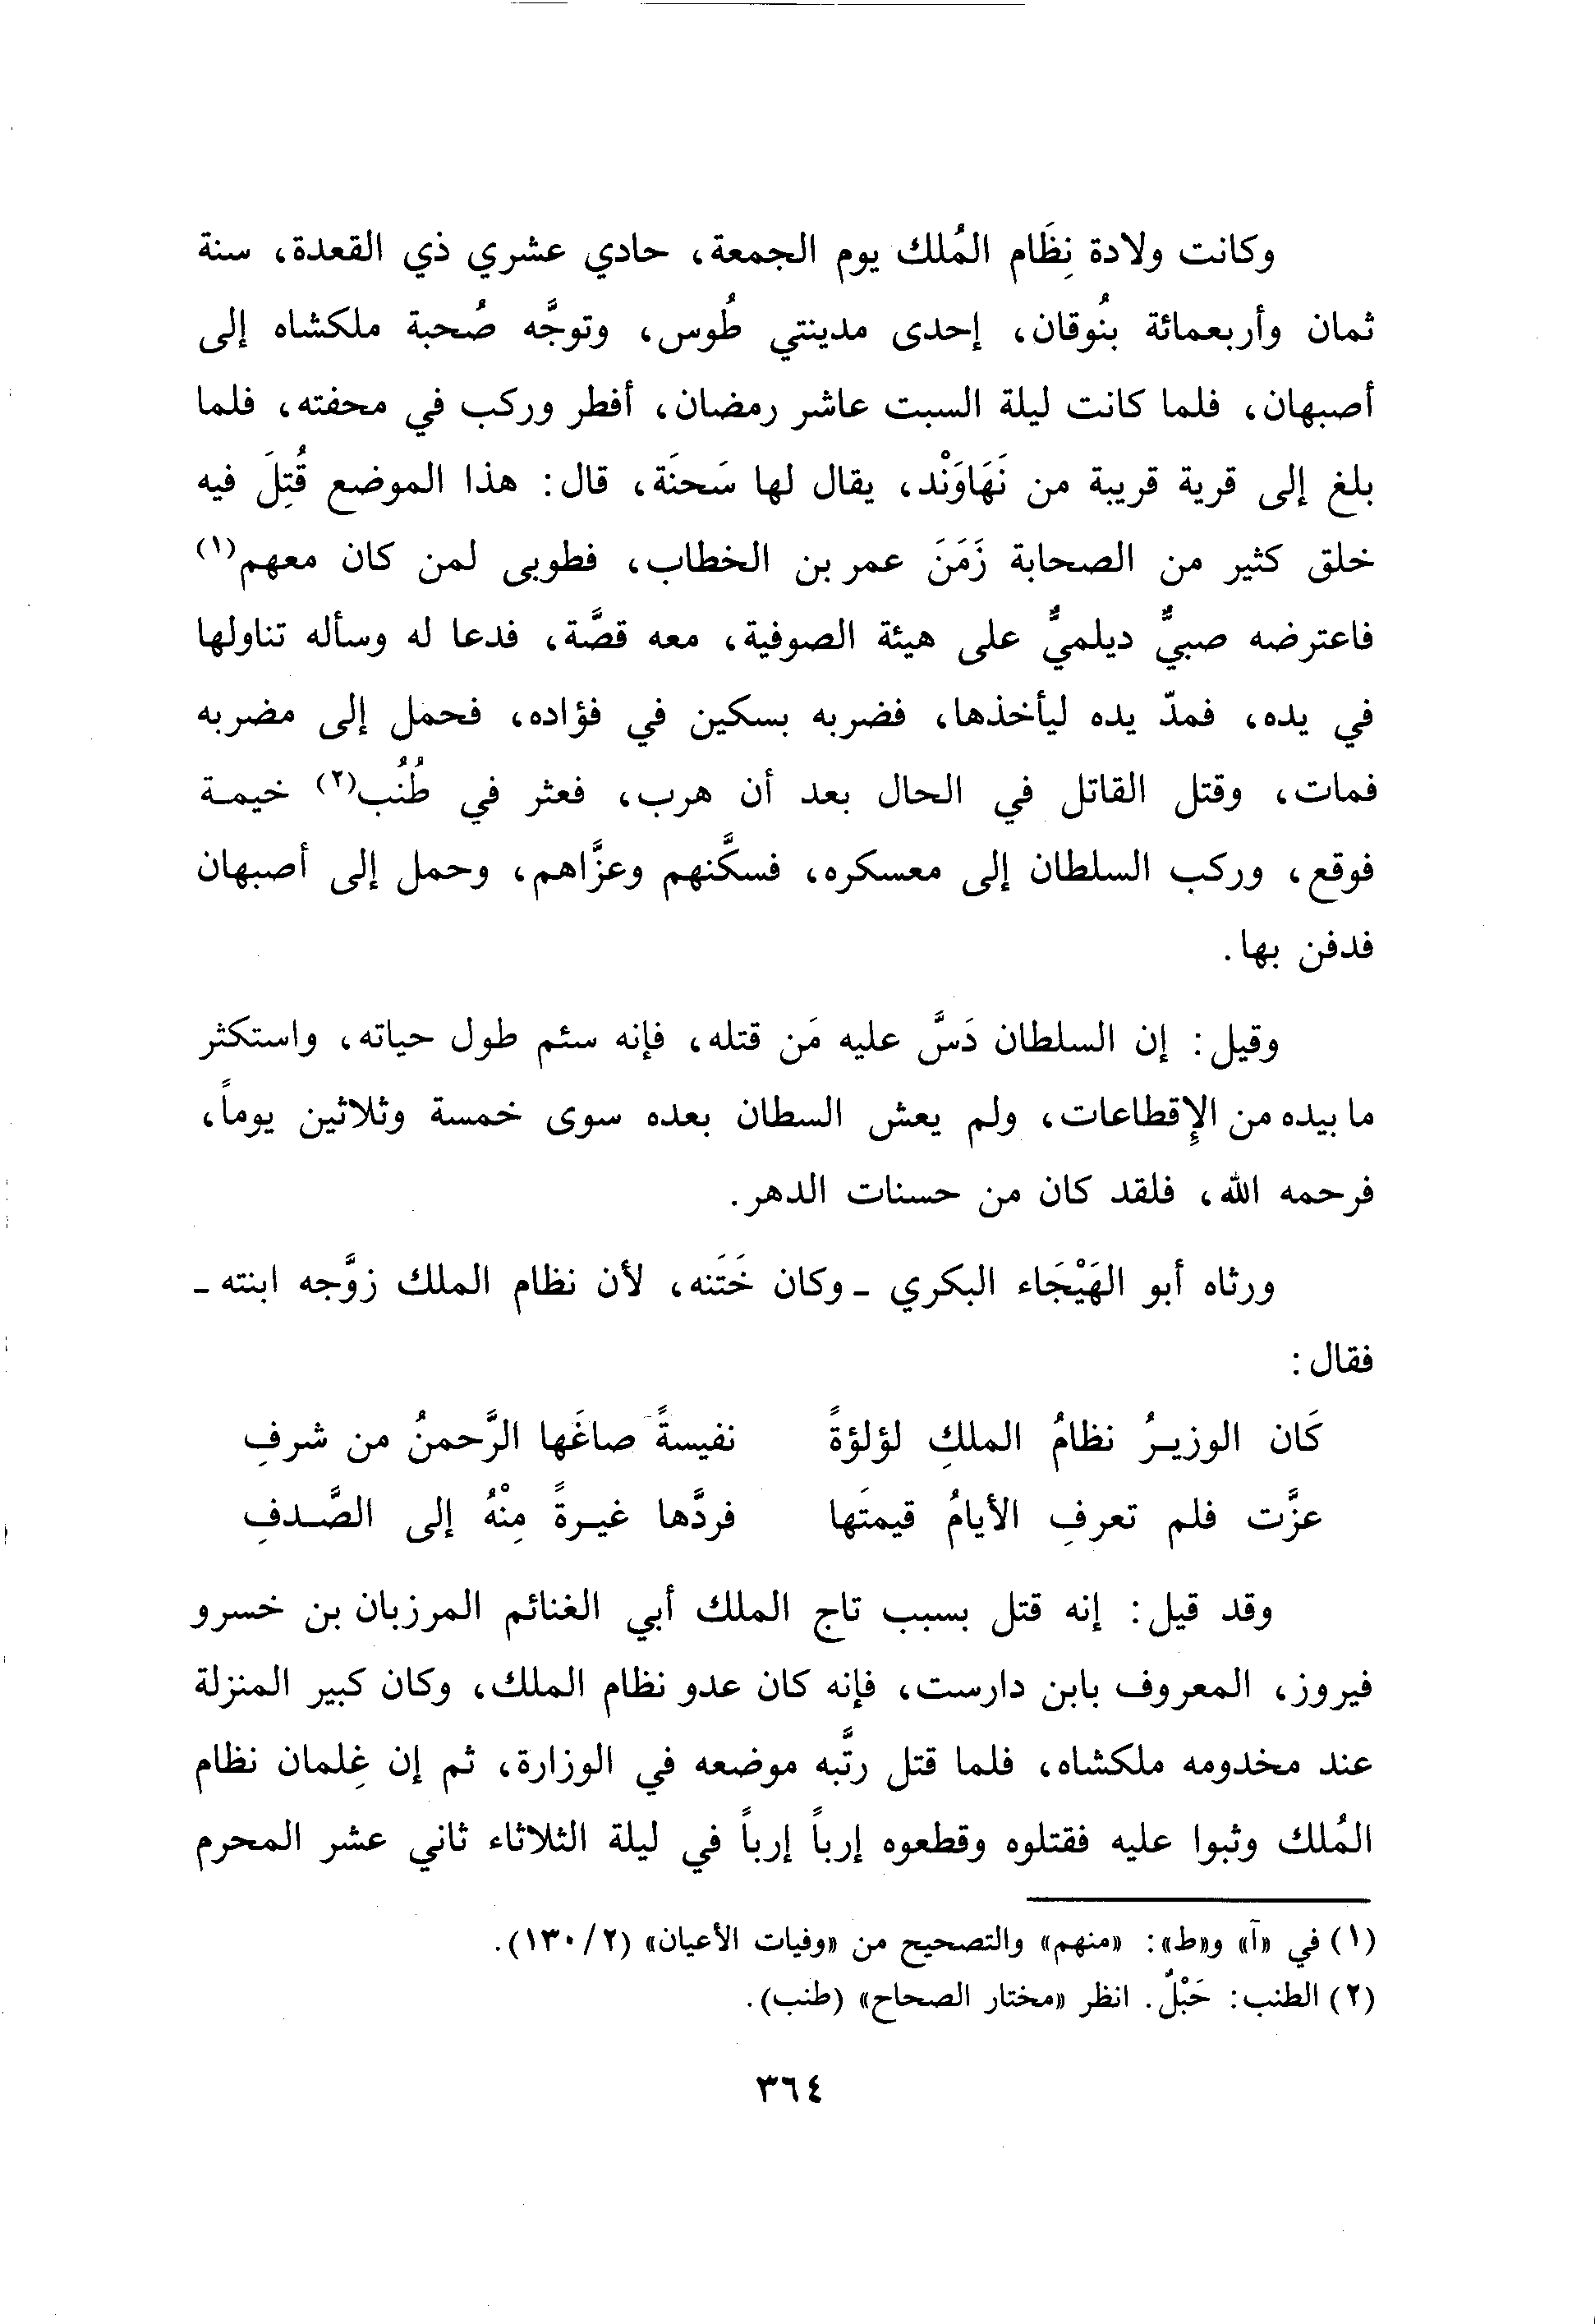 وكانت ولادة نِظَام المُلك يوم الجمعة، حادي عشري ذي القعدة، سنة
ثمان وأربعمائة بنُوقان، إحدى مدينتي طُوس، وتوجَّه صُحبة ملكشاه إلى
أصبهان، فلما كانت ليلة السبت عاشر رمضان، أفطر وركب في محفته، فلما
بلغ إلى قرية قريبة من نَهَاوَنْد، يقال لها سَحنَة، قال: هذا الموضع قُتِلَ فيه
خلق كثير من الصحابة زَمَنَ عمر بن الخطاب، فطوبى لمن كان معهم(١)
فاعترضه صبيٌّ ديلميٌّ على هيئة الصوفية، معه قصَّة، فدعا له وسأله تناولها
في يده، فمدّ يده ليأخذها، فضربه بسكين في فؤاده، فحمل إلى مضربه
فمات، وقتل القاتل في الحال بعد أن هرب، فعثر في طُنُب(٢) خيمـة
فوقع، وركب السلطان إلى معسكره، فسكَّنهم وعزَّاهم، وحمل إلى أصبهان
فدفن بها.
وقيل: إن السلطان دَسَّ عليه مَن قتله، فإنه سئم طول حياته، واستكثر
ما بيده من الإِقطاعات، ولم يعش السطان بعده سوى خمسة وثلاثين يوماً،
فرحمه الله، فلقد كان من حسنات الدهر.
ورثاه أبو الهَيْجَاء البكري ـ وكان خَتَنه، لأن نظام الملك زوَّجه ابنته ـ
فقال:
كَان الوزيـرُ نظامُ الملكِ لؤلؤةً نفيسةً صاغَها الرَّحمنُ من شرفِ
عزَّت فلم تعرفِ الأيامُ قيمتَها فردَّها غيـرةً مِنْهُ إلى الصَّـدفِ
وقد قيل: إنه قتل بسبب تاج الملك أبي الغنائم المرزبان بن خسرو
فيروز، المعروف بابن دارست، فإنه كان عدو نظام الملك، وكان كبير المنزلة
عند مخدومه ملكشاه، فلما قتل رتَّبه موضعه في الوزارة، ثم إن غِلمان نظام
المُلك وثبوا عليه فقتلوه وقطعوه إرباً إرباً في ليلة الثلاثاء ثاني عشر المحرم
(١) في «آ» و«ط»: «منهم» والتصحيح من «وفيات الأعيان» (٢/ ١٣٠).
(٢) الطنب: حَبْلٌ. انظر «مختار الصحاح» (طنب).
٣٦٤